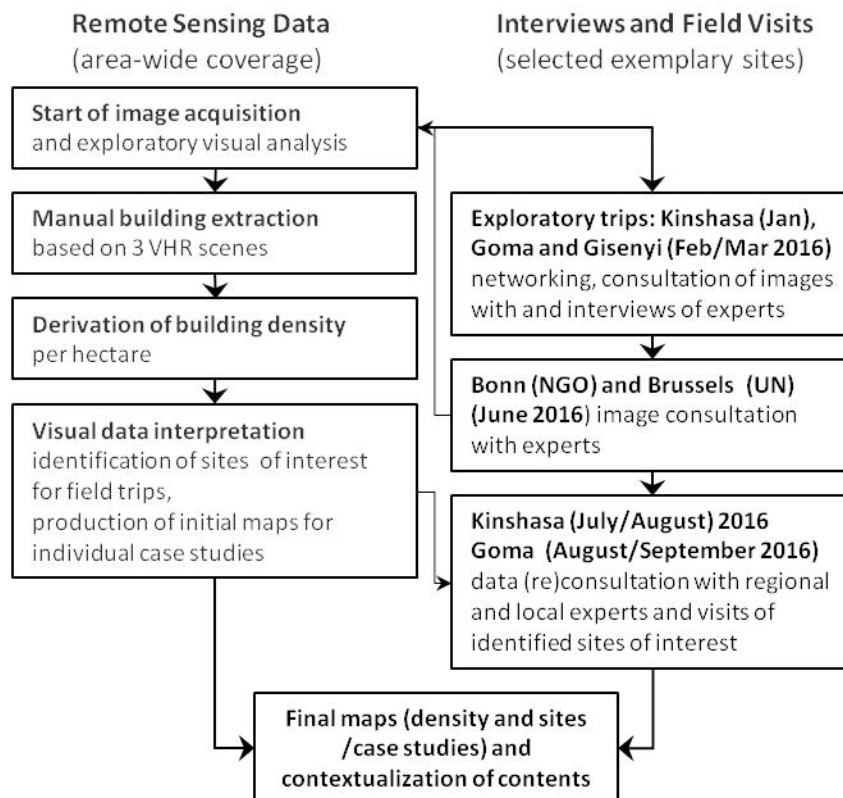 Remote Sensing Data
(area-wide coverage)
Start of image acquisition
and exploratory visual analysis
Manual building extraction
based on 3 VHR scenes
Derivation of building density
per hectare
Visual data interpretation
identification of sites of interest
for field trips,
production of initial maps for
individual case studies
Interviews and Field Visits
(selected exemplary sites)
Exploratory trips: Kinshasa (Jan),
Goma and Gisenyi (Feb/Mar 2016)
networking, consultation of images
with and interviews of experts
Bonn (NGO) and Brussels (UN)
(June 2016) image consultation
with experts
Kinshasa (July/August) 2016
Goma (August/September 2016)
data (re)consultation with regional
and local experts and visits of
identified sites of interest
Final maps (density and sites
/case studies) and
contextualization of contents